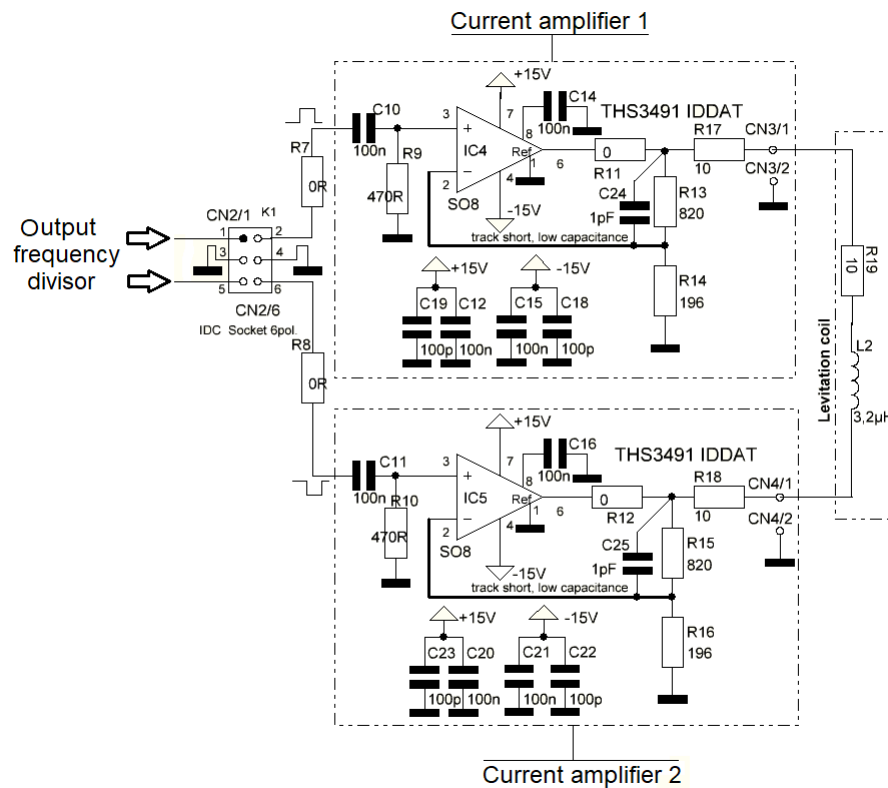 Current amplifier 1
+15V
C10
100n
R7
0R
R9
470R
3
2
7
8
4
1
6
+
−
IC4
Ref
SO8
C14
100n
THS3491 IDDAT
0
R11
C24
1pF
R13
820
R17
10
CN3/1
CN3/2
-15V
track short, low capacitance
R14
196
+15V
C19
C12
100p
100n
-15V
C15
C18
100n
100p
Output
frequency
divisor
CN2/1
K1
1
2
3
4
5
6
CN2/6
IDC Socket 6pol.
R8
0R
R19
10
L2
3,2µH
Levitation coil
+15V
C11
100n
R10
470R
3
2
7
8
4
1
6
+
−
IC5
Ref
SO8
C16
100n
THS3491 IDDAT
0
R12
C25
1pF
R15
820
R18
10
CN4/1
CN4/2
-15V
track short, low capacitance
R16
196
+15V
C23
C20
100p
100n
-15V
C21
C22
100n
100p
Current amplifier 2